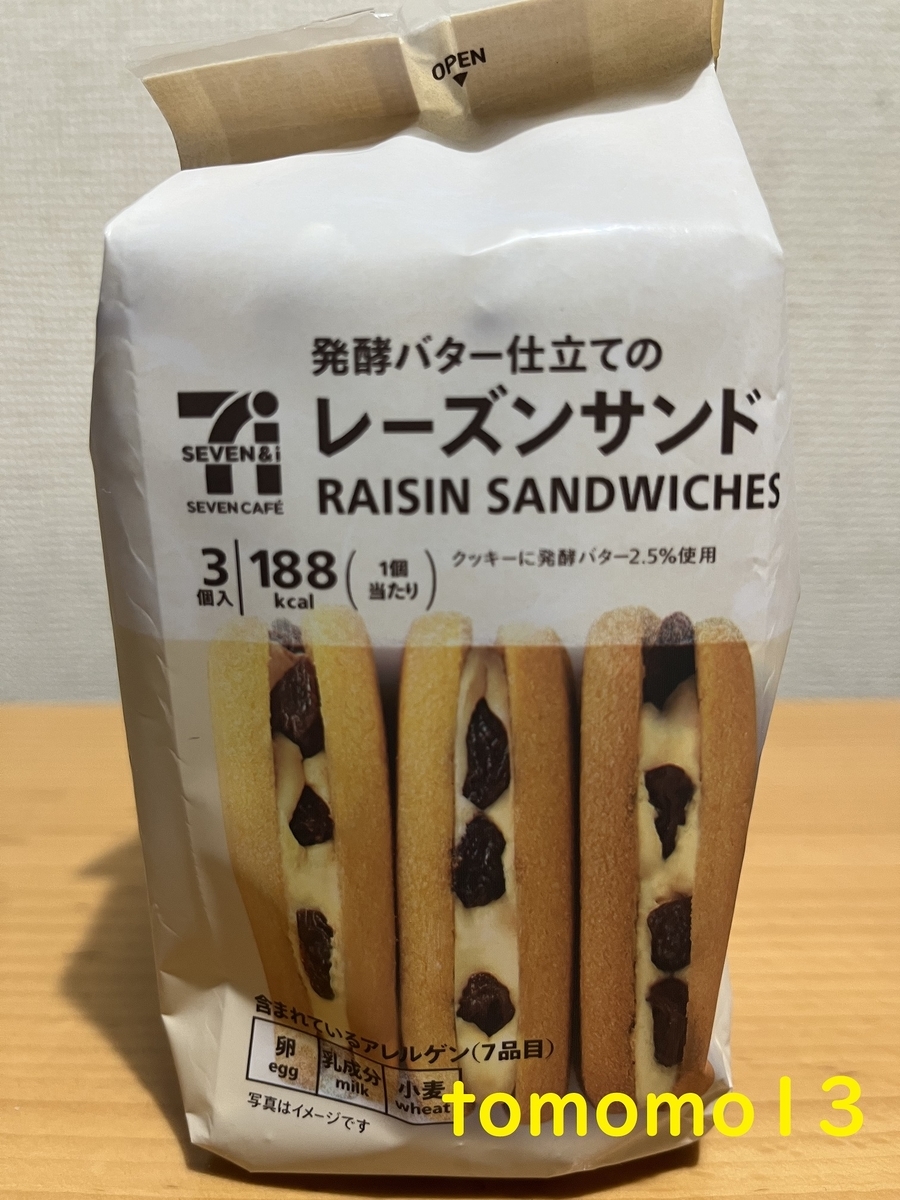 OPEN
発酵バター仕立ての
レーズンサンド
RAISIN SANDWICHES
7i
SEVEN&i
SEVEN CAFÉ
3個入
188kcal
(1個当たり)
クッキーに発酵バター2.5%使用
含まれているアレルゲン(7品目)
卵 乳成分 小麦
egg milk wheat
写真はイメージです
tomomo13